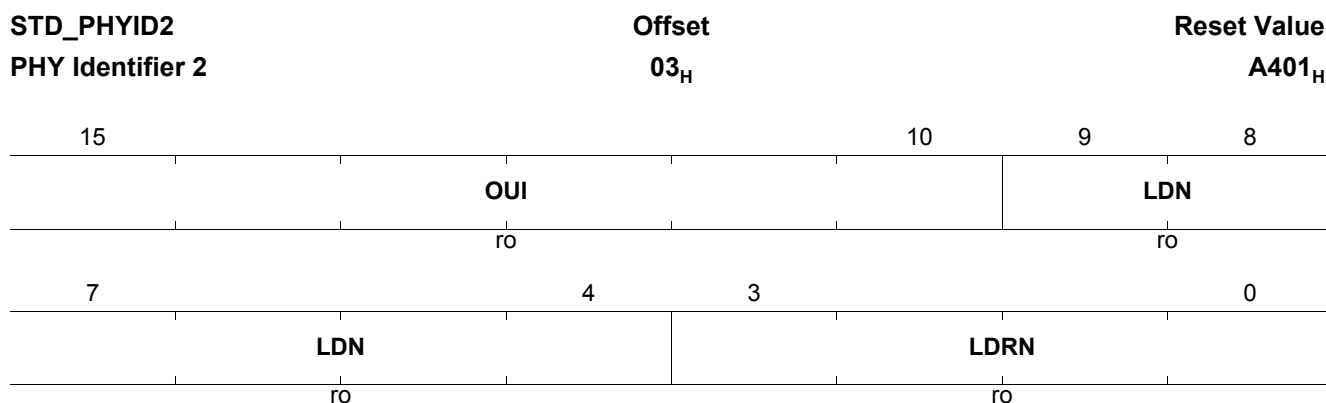 STD_PHYID2 Offset Reset Value
PHY Identifier 2 03H A401H
15 10 9 8
OUI LDN
ro ro
7 4 3 0
LDN LDRN
ro ro